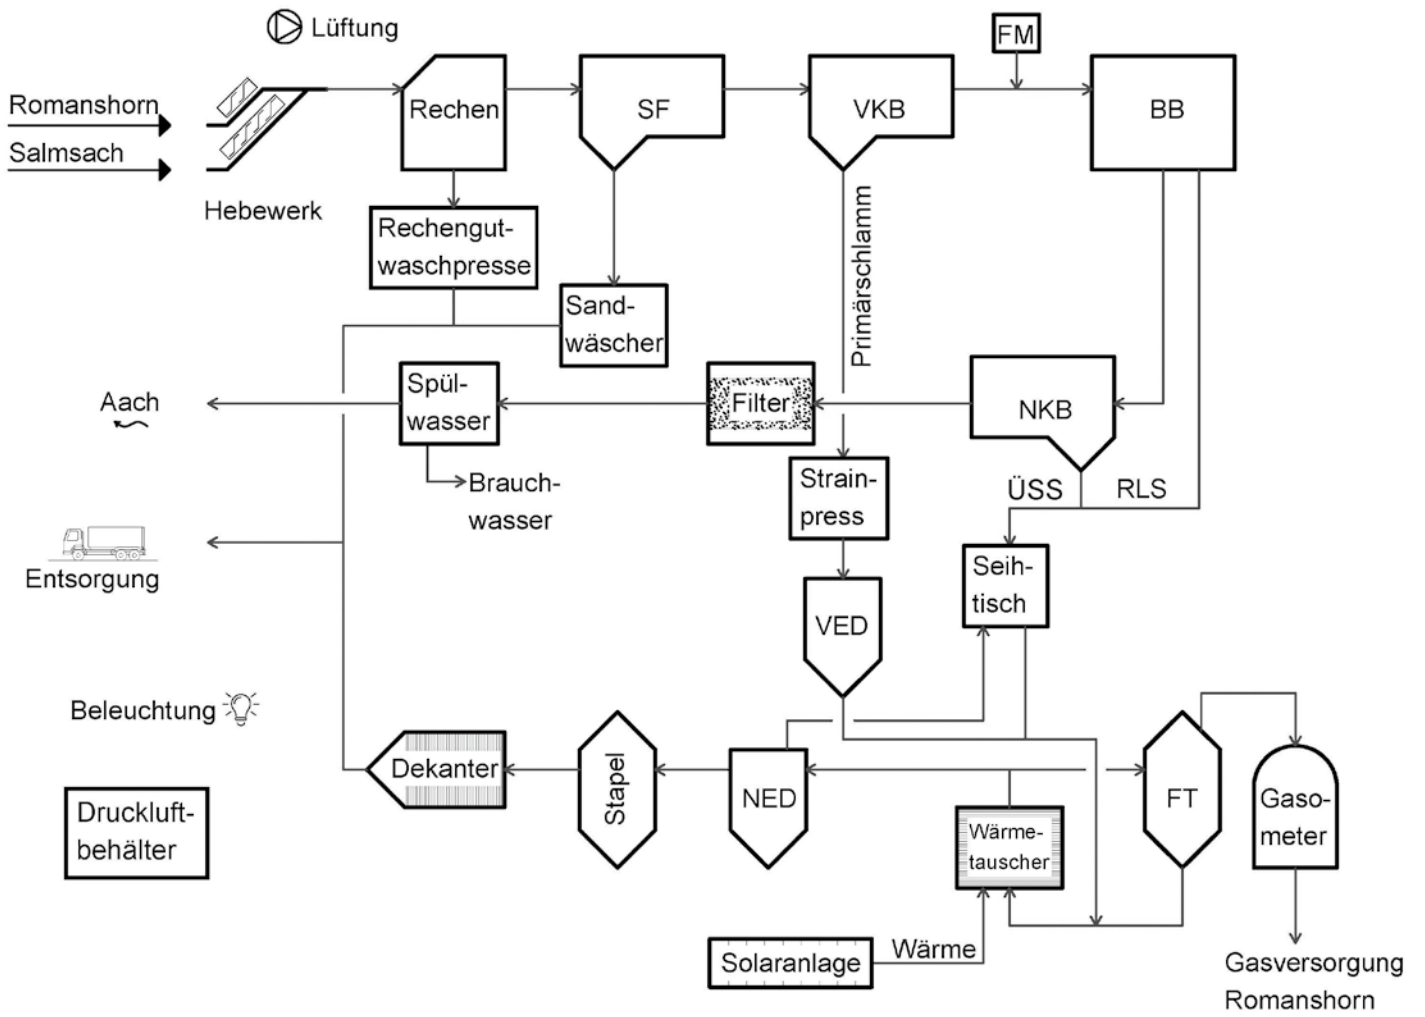 Lüftung
FM
Romanshorn
Rechen
SF
VKB
BB
Salmsach
Hebewerk
Rechengut-
waschpresse
Primärschlamm
Sand-
wäscher
Aach
Spül-
wasser
Filter
NKB
Brauch-
wasser
Strain-
press
ÜSS
RLS
Entsorgung
Seih-
tisch
VED
Beleuchtung
Dekanter
Stapel
NED
FT
Gaso-
meter
Druckluft-
behälter
Wärme-
tauscher
Solaranlage
Wärme
Gasversorgung
Romanshorn